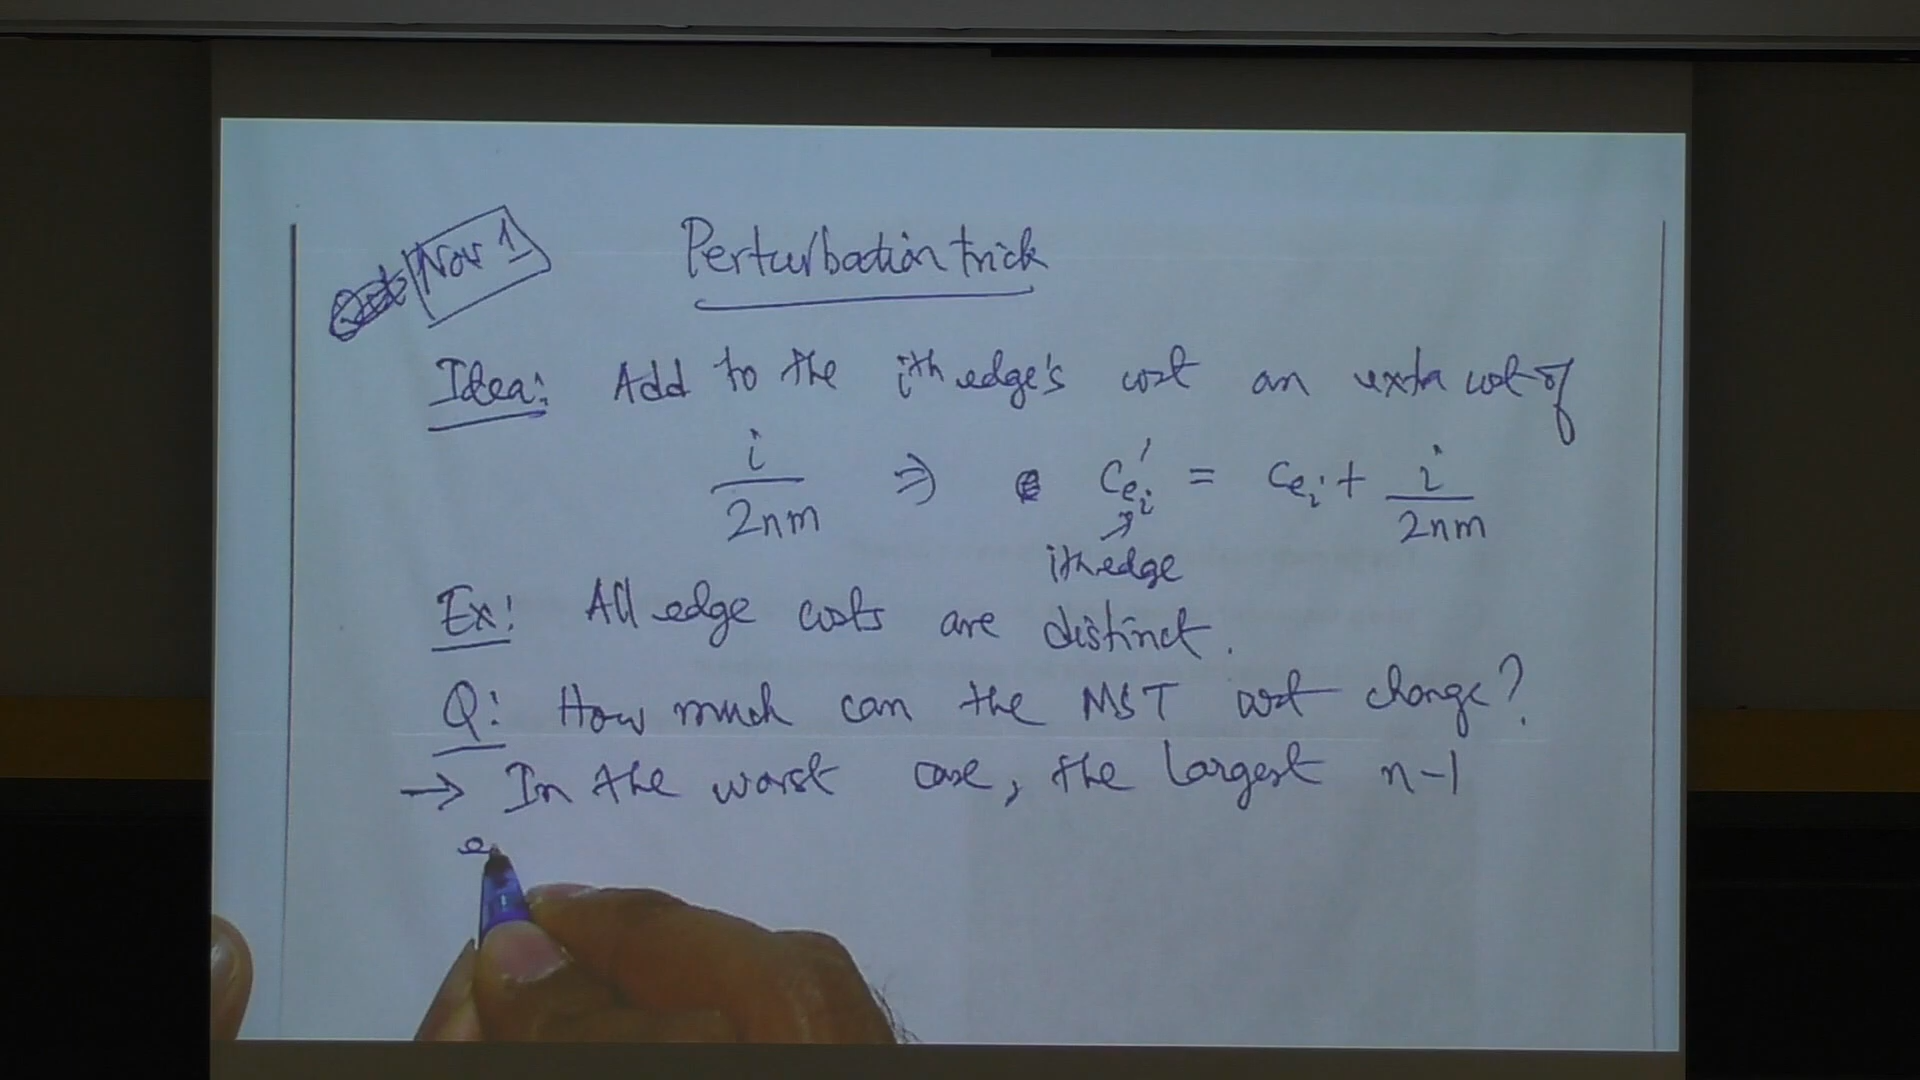 Nov 1
Perturbation trick
Idea: Add to the ith edge's cost an extra cost of
i/2nm ⇒ c'eᵢ = ceᵢ + i/2nm
ith edge
Ex: All edge costs are distinct.
Q: How much can the MST cost change?
→ In the worst case, the largest n-1
e